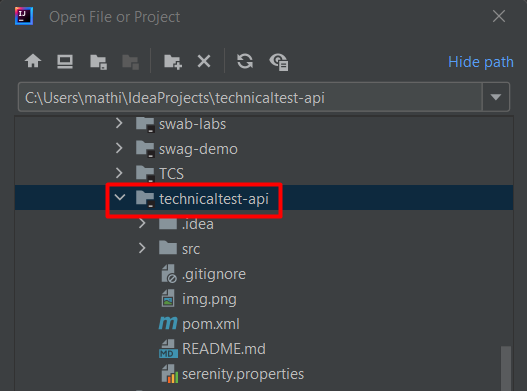 Open File or Project
Hide path
C:\Users\mathi\IdeaProjects\technicaltest-api
swab-labs
swag-demo
TCS
technicaltest-api
.idea
src
.gitignore
img.png
pom.xml
README.md
serenity.properties